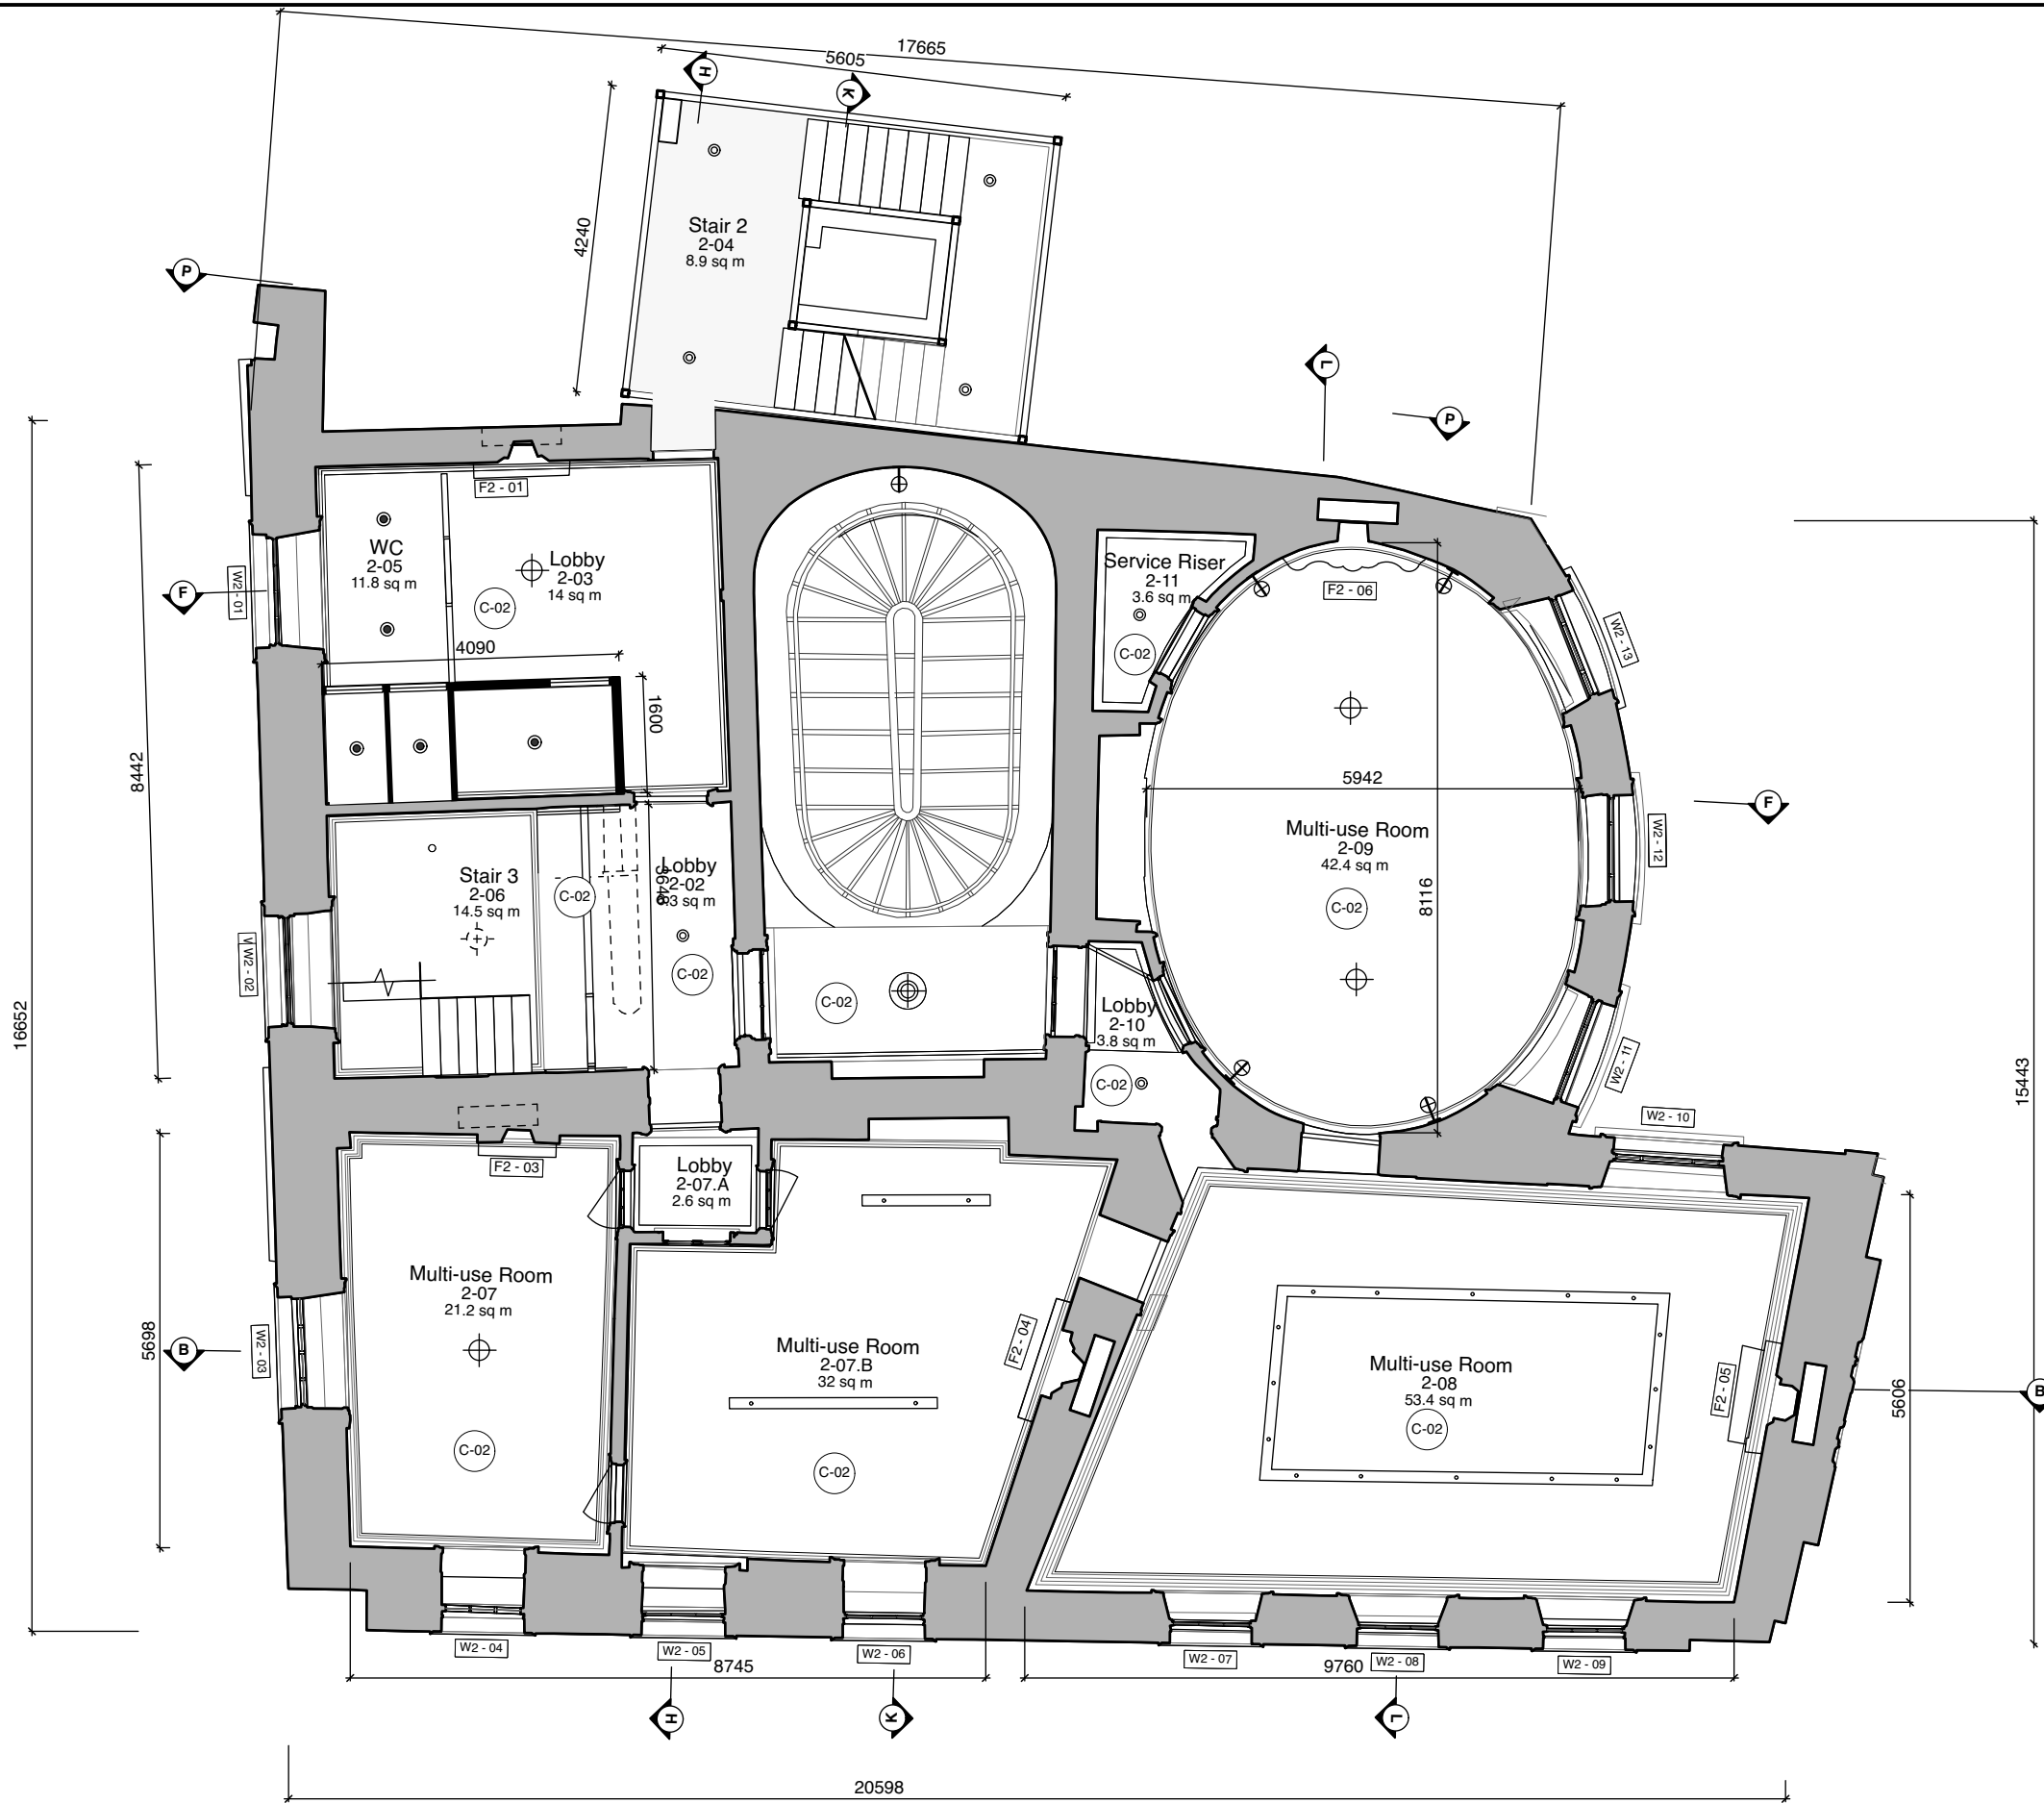 17665
5605
H
K
4240
Stair 2
2-04
8.9 sq m
P
L
P
F2 - 01
WC
2-05
11.8 sq m
Lobby
2-03
14 sq m
C-02
W2 - 01
F
4090
1600
8442
Service Riser
2-11
3.6 sq m
C-02
F2 - 06
W2 - 13
5942
Multi-use Room
2-09
42.4 sq m
C-02
8116
W2 - 12
F
Stair 3
2-06
14.5 sq m
C-02
Lobby
2-02
sq m
C-02
W2 - 02
C-02
Lobby
2-10
3.8 sq m
C-02
W2 - 11
W2 - 10
16652
15443
F2 - 03
Lobby
2-07.A
2.6 sq m
Multi-use Room
2-07
21.2 sq m
C-02
5698
B
W2 - 03
Multi-use Room
2-07.B
32 sq m
C-02
F2 - 04
Multi-use Room
2-08
53.4 sq m
C-02
F2 - 05
5606
B
W2 - 04
W2 - 05
W2 - 06
W2 - 07
W2 - 08
W2 - 09
8745
9760
H
K
L
20598